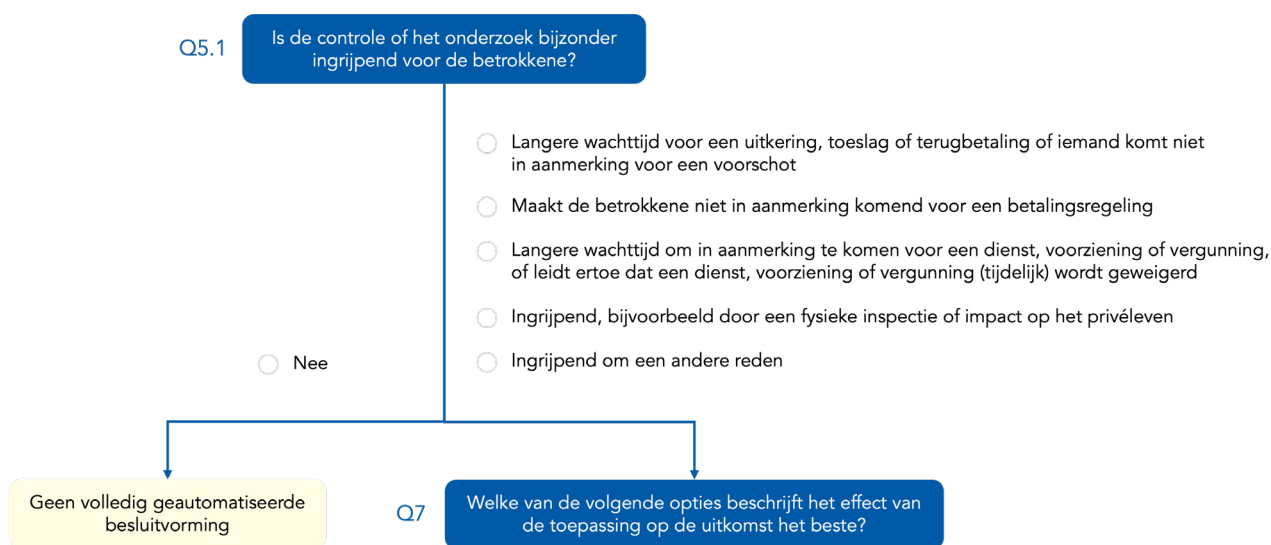 Q5.1
Is de controle of het onderzoek bijzonder
ingrijpend voor de betrokkene?
Langere wachttijd voor een uitkering, toeslag of terugbetaling of iemand komt niet
in aanmerking voor een voorschot
Maakt de betrokkene niet in aanmerking komend voor een betalingsregeling
Langere wachttijd om in aanmerking te komen voor een dienst, voorziening of vergunning,
of leidt ertoe dat een dienst, voorziening of vergunning (tijdelijk) wordt geweigerd
Ingrijpend, bijvoorbeeld door een fysieke inspectie of impact op het privéleven
Ingrijpend om een andere reden
Nee
Geen volledig geautomatiseerde
besluitvorming
Q7
Welke van de volgende opties beschrijft het effect van
de toepassing op de uitkomst het beste?